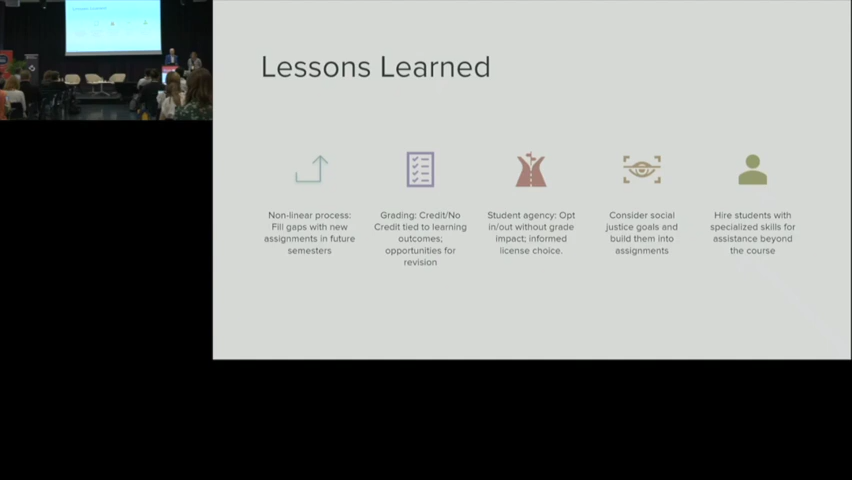 Lessons Learned
Non-linear process:
Fill gaps with new
assignments in future
semesters
Grading: Credit/No
Credit tied to learning
outcomes;
opportunities for
revision
Student agency: Opt
in/out without grade
impact; informed
license choice.
Consider social
justice goals and
build them into
assignments
Hire students with
specialized skills for
assistance beyond
the course